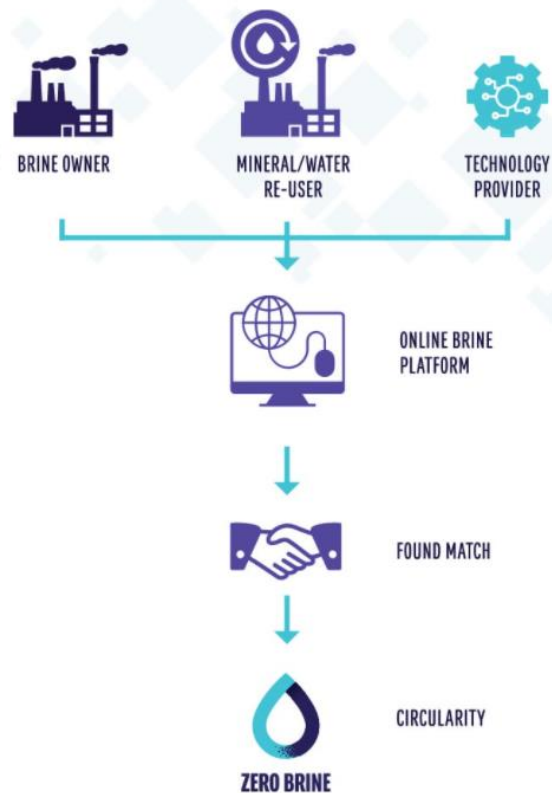 BRINE OWNER
MINERAL/WATER
RE-USER
TECHNOLOGY
PROVIDER
ONLINE BRINE
PLATFORM
FOUND MATCH
CIRCULARITY
ZERO BRINE